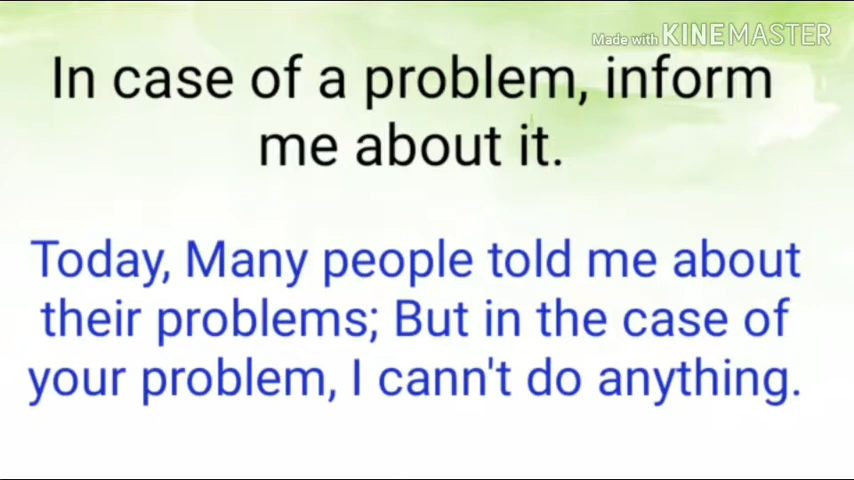 Made with KINEMASTER
In case of a problem, inform
me about it.
Today, Many people told me about
their problems; But in the case of
your problem, I cann't do anything.